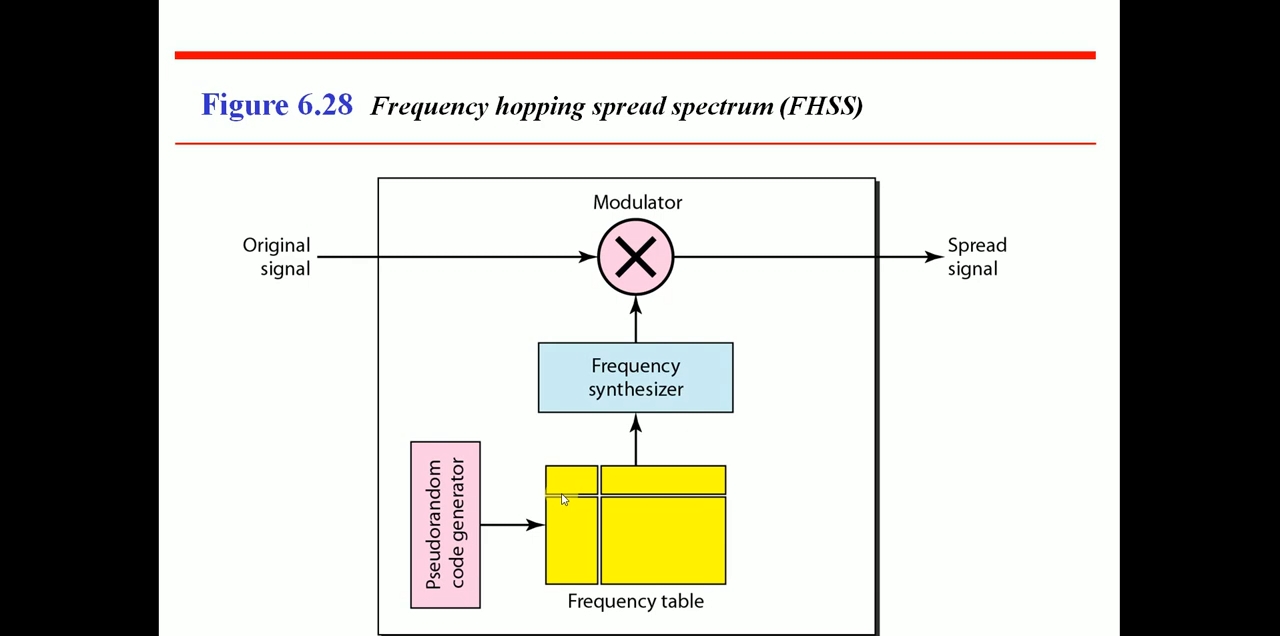 Figure 6.28 Frequency hopping spread spectrum (FHSS)
Modulator
Original
signal
Spread
signal
Frequency
synthesizer
Pseudorandom
code generator
Frequency table